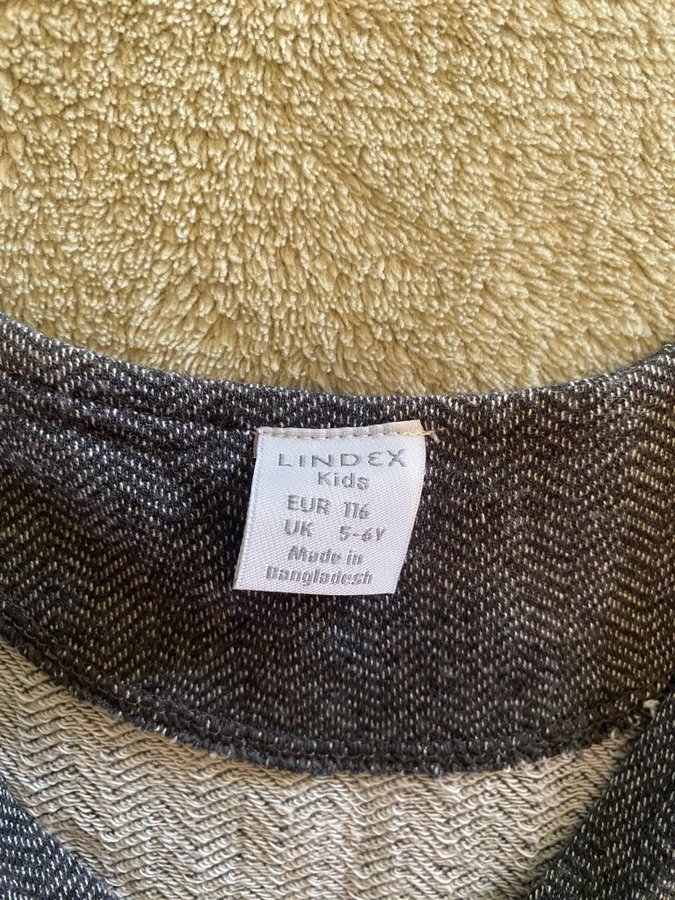 LINDEX
Kids
EUR 116
UK 5-6Y
Made in
Bangladesh